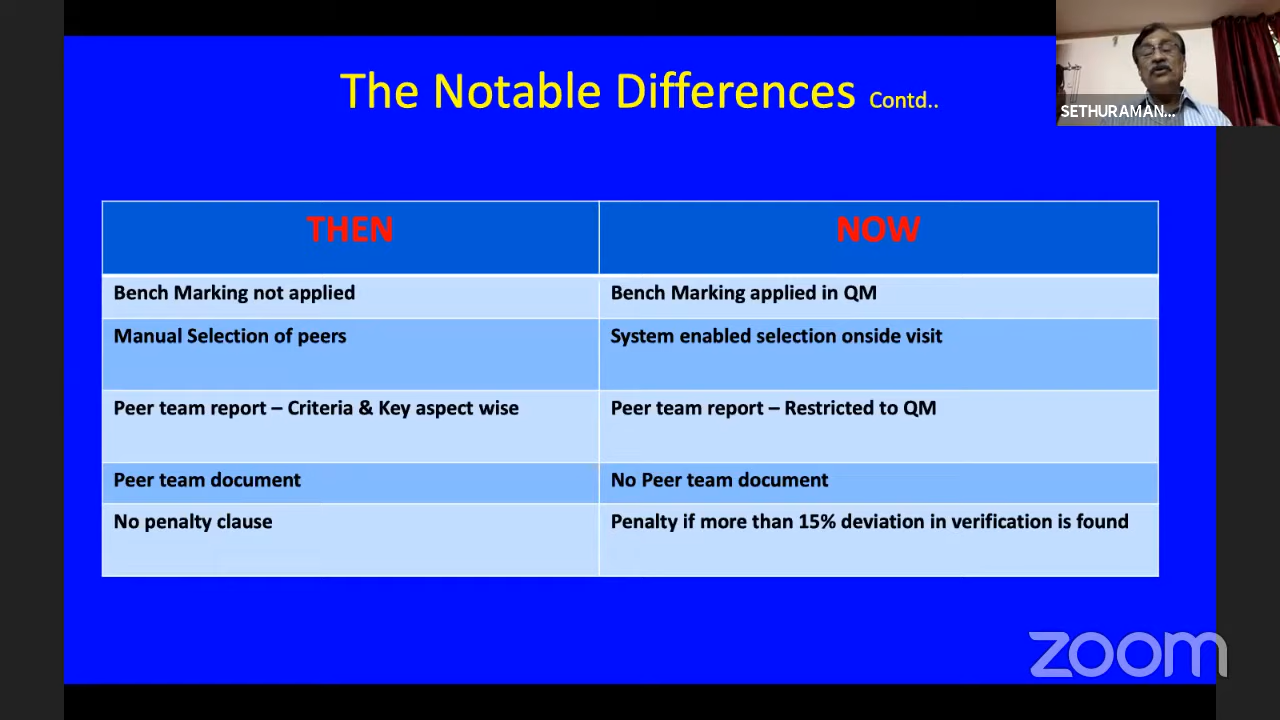 The Notable Differences Contd..
SETHURAMAN...
THEN
NOW
Bench Marking not applied
Bench Marking applied in QM
Manual Selection of peers
System enabled selection onside visit
Peer team report – Criteria & Key aspect wise
Peer team report – Restricted to QM
Peer team document
No Peer team document
No penalty clause
Penalty if more than 15% deviation in verification is found
zoom